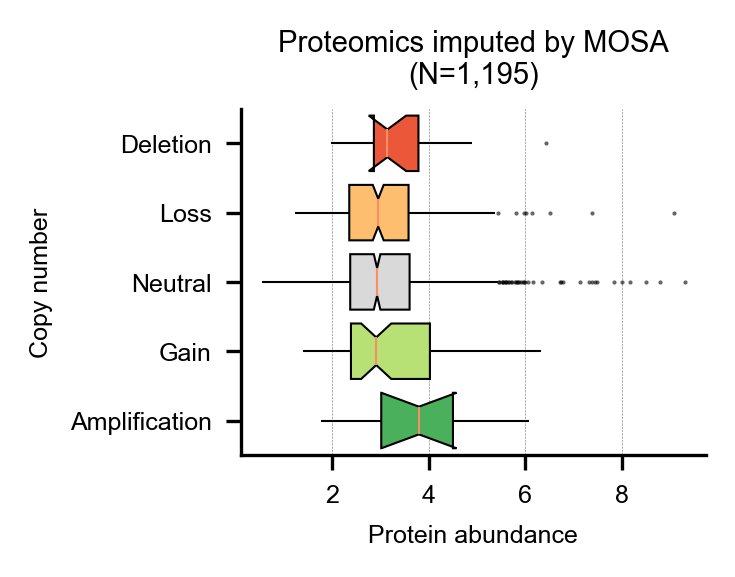 Proteomics imputed by MOSA
(N=1,195)
Copy number
Deletion
Loss
Neutral
Gain
Amplification
2 4 6 8
Protein abundance